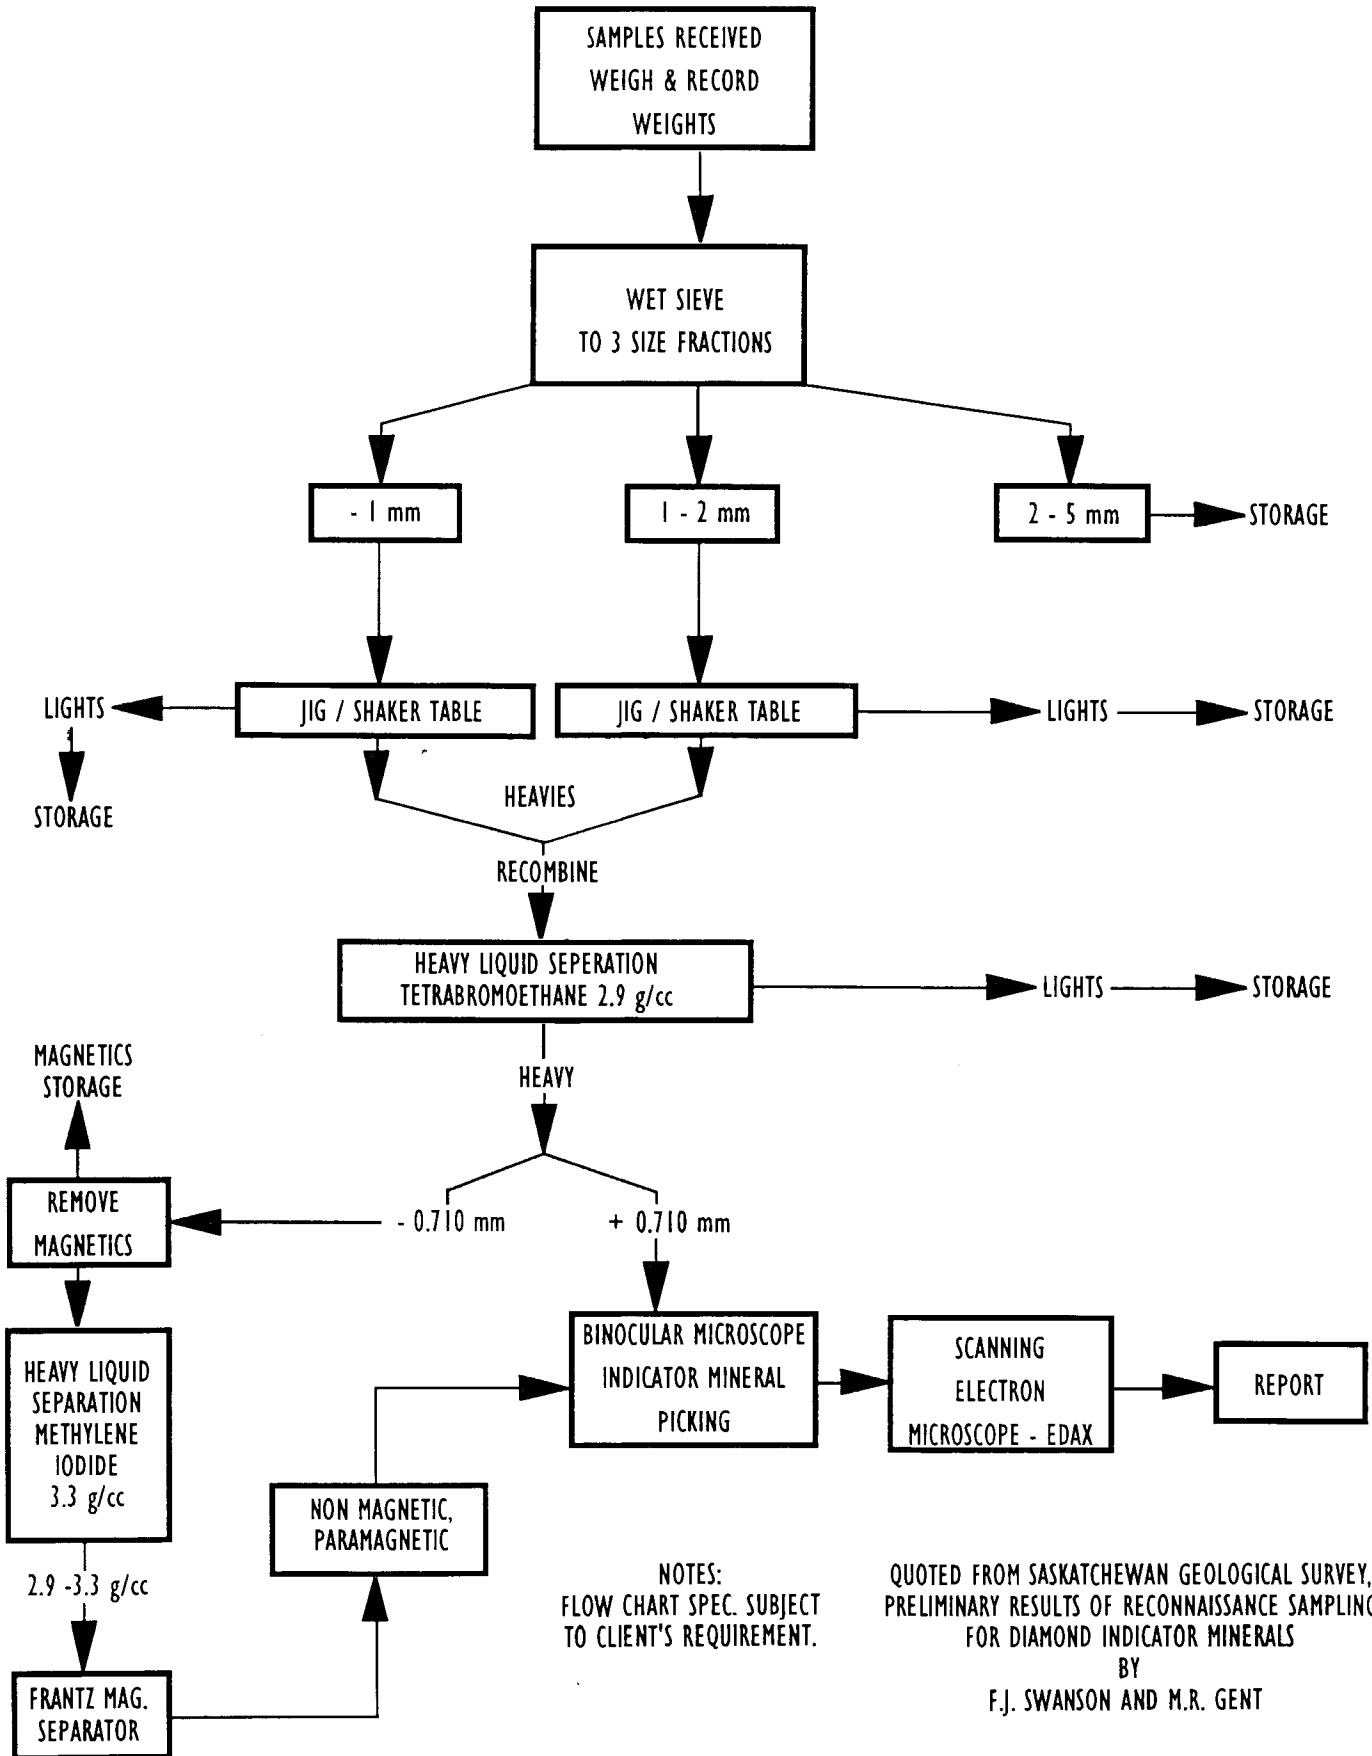 SAMPLES RECEIVED
WEIGH & RECORD
WEIGHTS
WET SIEVE
TO 3 SIZE FRACTIONS
- 1 mm
1 - 2 mm
2 - 5 mm
STORAGE
LIGHTS
JIG / SHAKER TABLE
JIG / SHAKER TABLE
LIGHTS
STORAGE
STORAGE
HEAVIES
RECOMBINE
HEAVY LIQUID SEPERATION
TETRABROMOETHANE 2.9 g/cc
LIGHTS
STORAGE
HEAVY
MAGNETICS
STORAGE
REMOVE
MAGNETICS
- 0.710 mm
+ 0.710 mm
HEAVY LIQUID
SEPARATION
METHYLENE
IODIDE
3.3 g/cc
BINOCULAR MICROSCOPE
INDICATOR MINERAL
PICKING
SCANNING
ELECTRON
MICROSCOPE - EDAX
REPORT
NON MAGNETIC,
PARAMAGNETIC
2.9 -3.3 g/cc
FRANTZ MAG.
SEPARATOR
NOTES:
FLOW CHART SPEC. SUBJECT
TO CLIENT'S REQUIREMENT.
QUOTED FROM SASKATCHEWAN GEOLOGICAL SURVEY,
PRELIMINARY RESULTS OF RECONNAISSANCE SAMPLING
FOR DIAMOND INDICATOR MINERALS
BY
F.J. SWANSON AND M.R. GENT